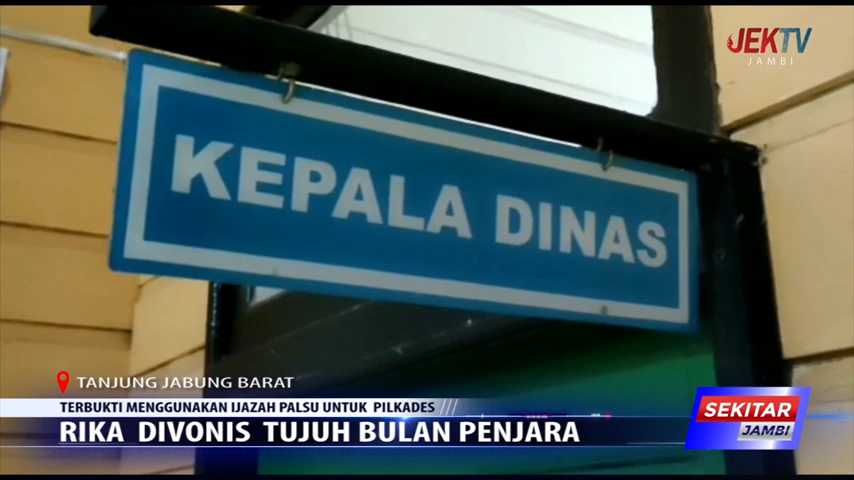 JEKTV
JAMBI
KEPALA DINAS
TANJUNG JABUNG BARAT
TERBUKTI MENGGUNAKAN IJAZAH PALSU UNTUK PILKADES
RIKA DIVONIS TUJUH BULAN PENJARA
SEKITAR
JAMBI